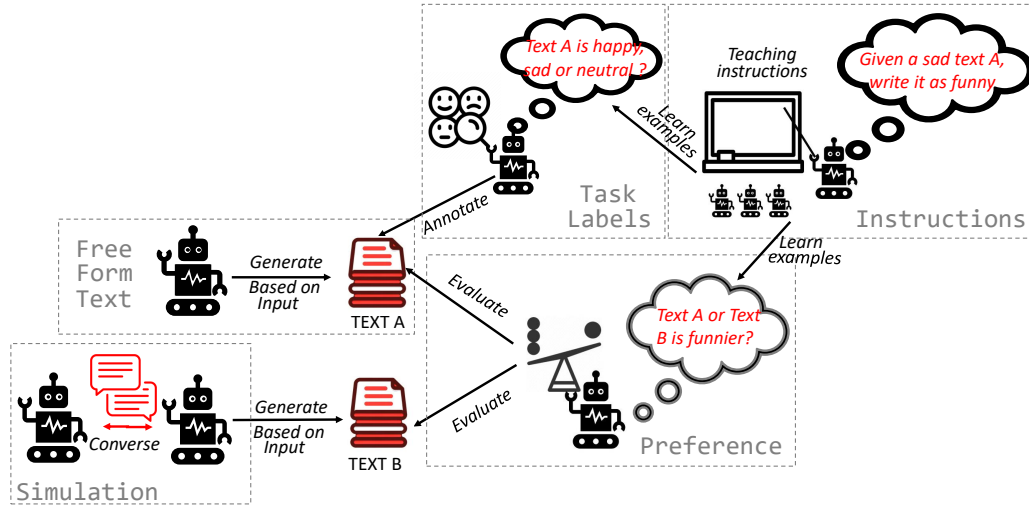 Text A is happy,
sad or neutral ?
Teaching
instructions
Given a sad text A,
write it as funny
Learn
examples
Task
Labels
Instructions
Annotate
Free
Form
Text
Generate
Based on
Input
TEXT A
Evaluate
Learn
examples
Text A or Text
B is funnier?
Converse
Generate
Based on
Input
TEXT B
Evaluate
Preference
Simulation